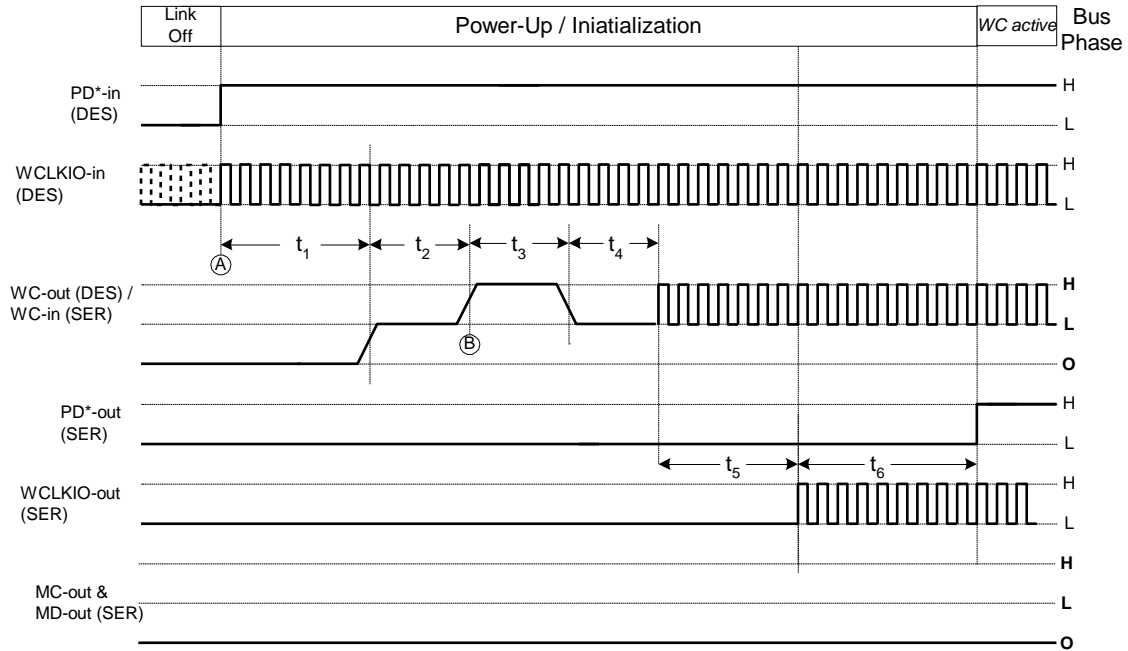 Link
Off
Power-Up / Iniatialization
WC active
Bus
Phase
PD*-in
(DES)
H
L
WCLKIO-in
(DES)
H
L
t1
t2
t3
t4
A
WC-out (DES) /
WC-in (SER)
H
L
B
O
PD*-out
(SER)
H
L
t5
t6
WCLKIO-out
(SER)
H
L
H
MC-out &
MD-out (SER)
L
O